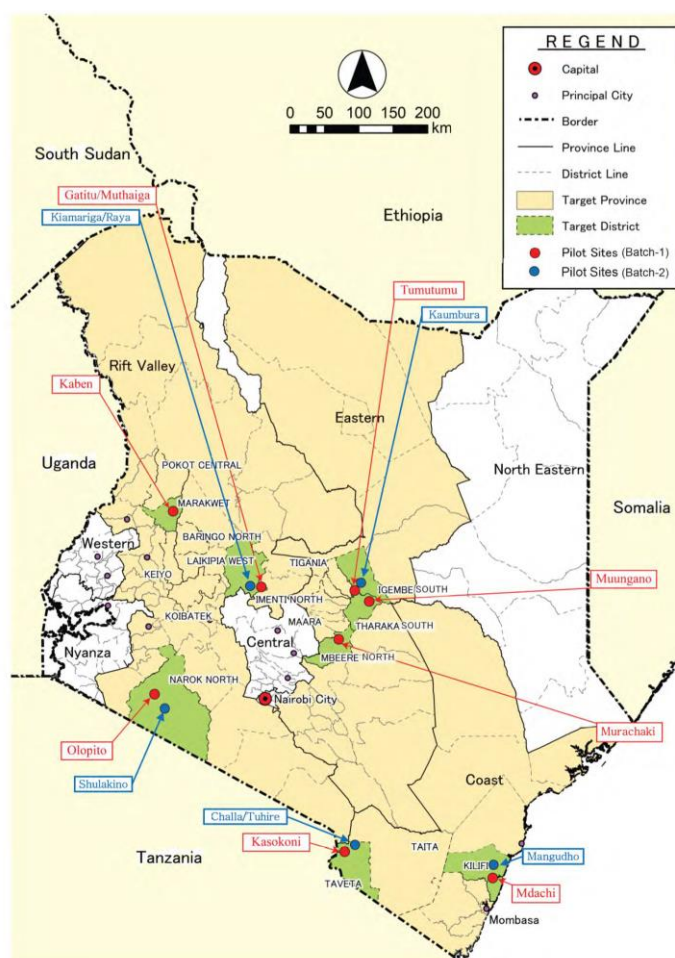 REGEND
Capital
Principal City
Border
Province Line
District Line
Target Province
Target District
Pilot Sites (Batch-1)
Pilot Sites (Batch-2)
0 50 100 150 200
km
South Sudan
Ethiopia
Gatitu/Muthaiga
Kiamariga/Raya
Tumutumu
Kaumbura
Rift Valley
Kaben
Eastern
Uganda
POKOT CENTRAL
North Eastern
Somalia
MARAKWET
Western
BARINGO NORTH
LAIKIPIA WEST
TIGANIA
KEIYO
IGEMBE SOUTH
Muungano
IMENTI NORTH
KOIBATEK
MAARA
Central
THARAKA SOUTH
Nyanza
MBEERE NORTH
NAROK NORTH
Nairobi City
Olopito
Murachaki
Shulakino
Coast
Challa/Tuhire
Kasokoni
TAITA
Tanzania
KILIFI
Mangudho
TAVETA
Mdachi
Mombasa